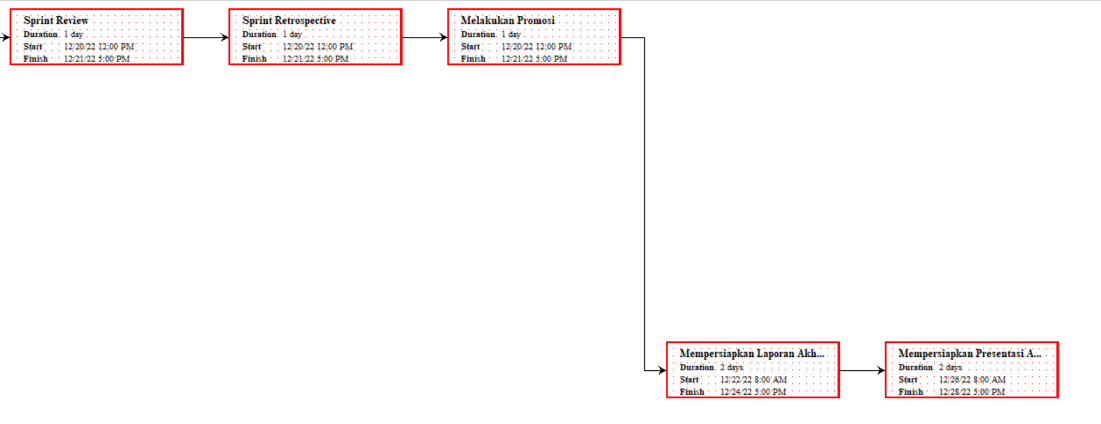 Sprint Review
Duration 1 day
Start 12/20/22 12:00 PM
Finish 12/21/22 5:00 PM
Sprint Retrospective
Duration 1 day
Start 12/20/22 12:00 PM
Finish 12/21/22 5:00 PM
Melakukan Promosi
Duration 1 day
Start 12/20/22 12:00 PM
Finish 12/21/22 5:00 PM
Mempersiapkan Laporan Akh...
Duration 2 days
Start 12/22/22 8:00 AM
Finish 12/24/22 5:00 PM
Mempersiapkan Presentasi A...
Duration 2 days
Start 12/26/22 8:00 AM
Finish 12/28/22 5:00 PM